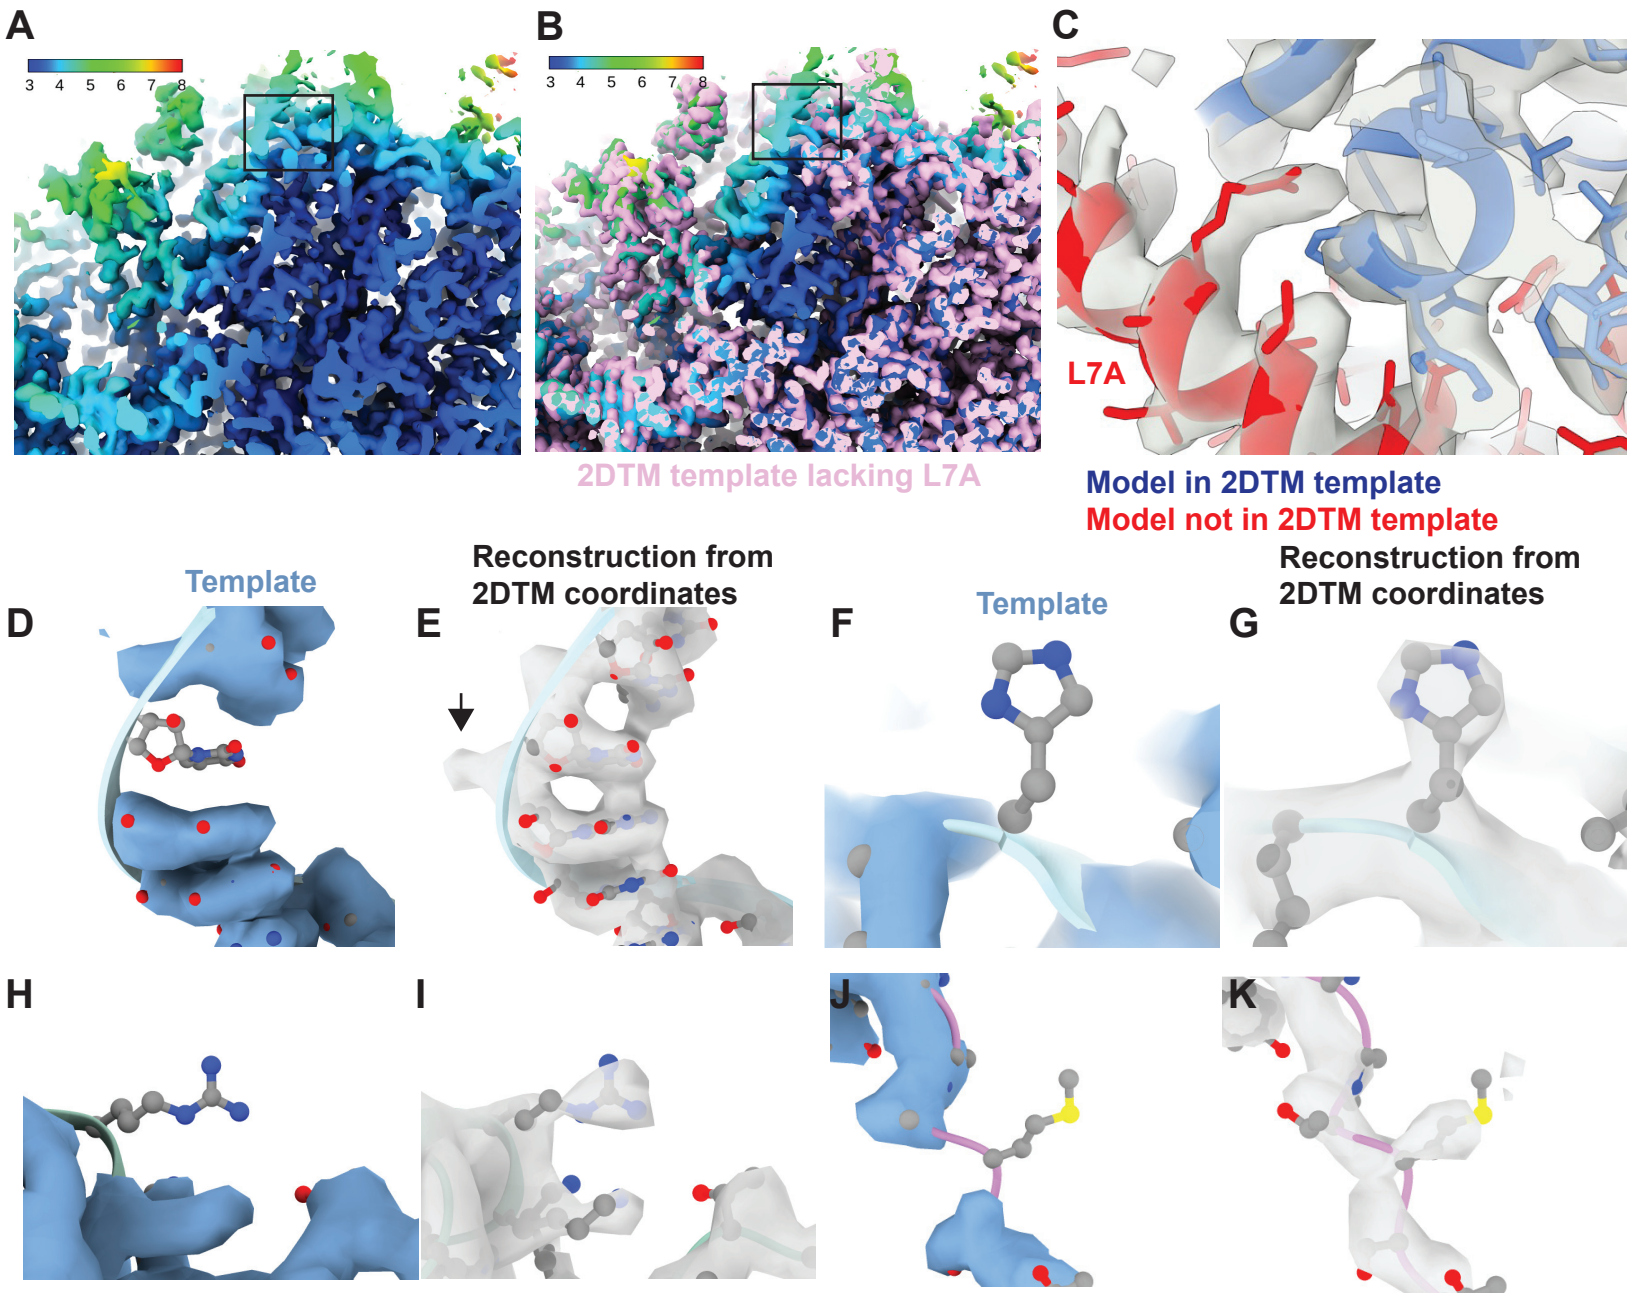 A
B
C
3 4 5 6 7 8
3 4 5 6 7 8
L7A
2DTM template lacking L7A
Model in 2DTM template
Model not in 2DTM template
Template
Reconstruction from
2DTM coordinates
Template
Reconstruction from
2DTM coordinates
D
E
F
G
H
I
J
K